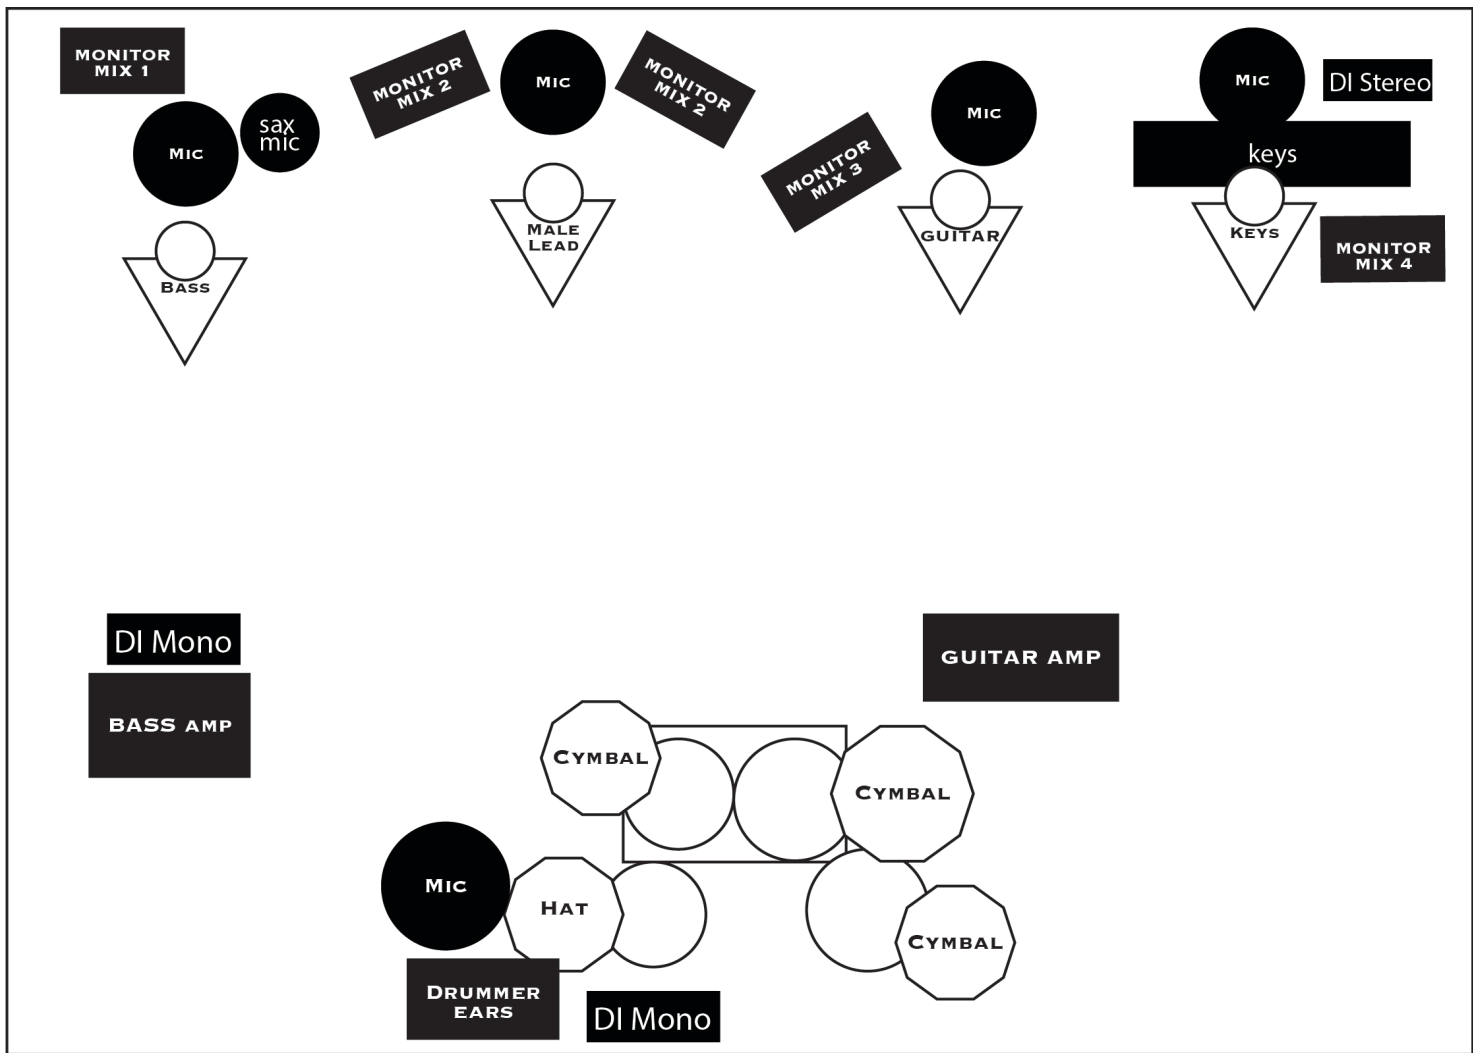 MONITOR
MIX 1
MIC
sax
mic
MONITOR
MIX 2
MIC
MONITOR
MIX 2
MONITOR
MIX 3
MIC
MIC
DI Stereo
keys
BASS
MALE
LEAD
GUITAR
KEYS
MONITOR
MIX 4
DI Mono
BASS AMP
GUITAR AMP
CYMBAL
CYMBAL
MIC
HAT
CYMBAL
DRUMMER
EARS
DI Mono